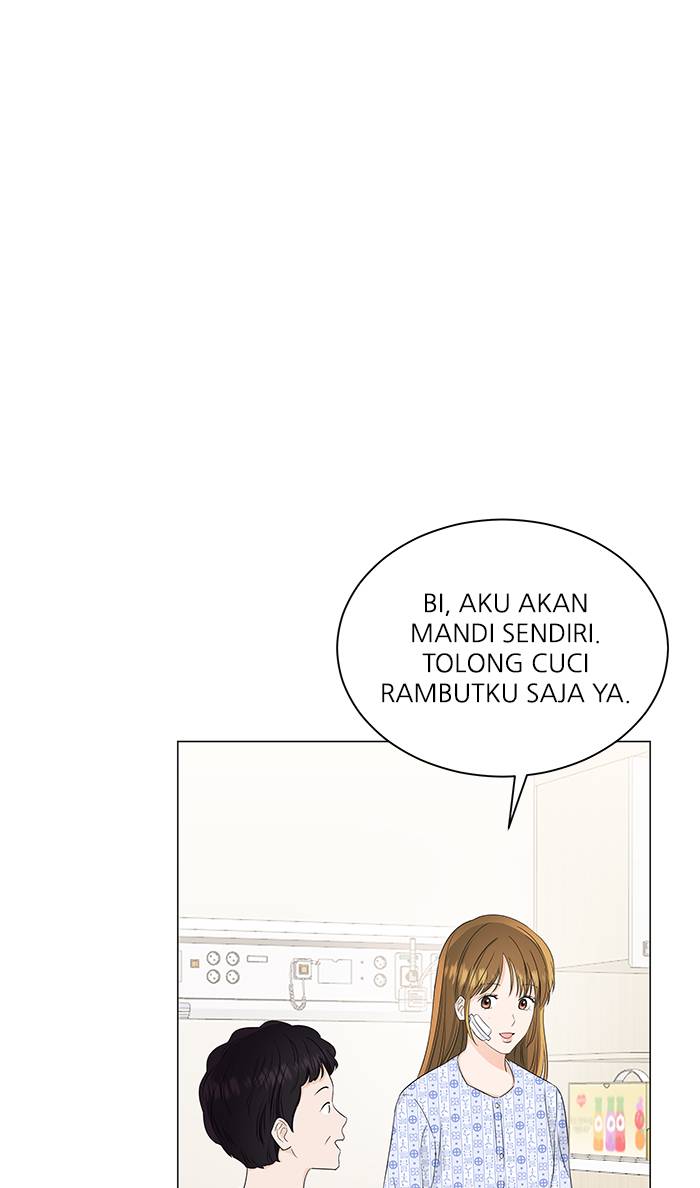 BI, AKU AKAN
MANDI SENDIRI.
TOLONG CUCI
RAMBUTKU SAJA YA.